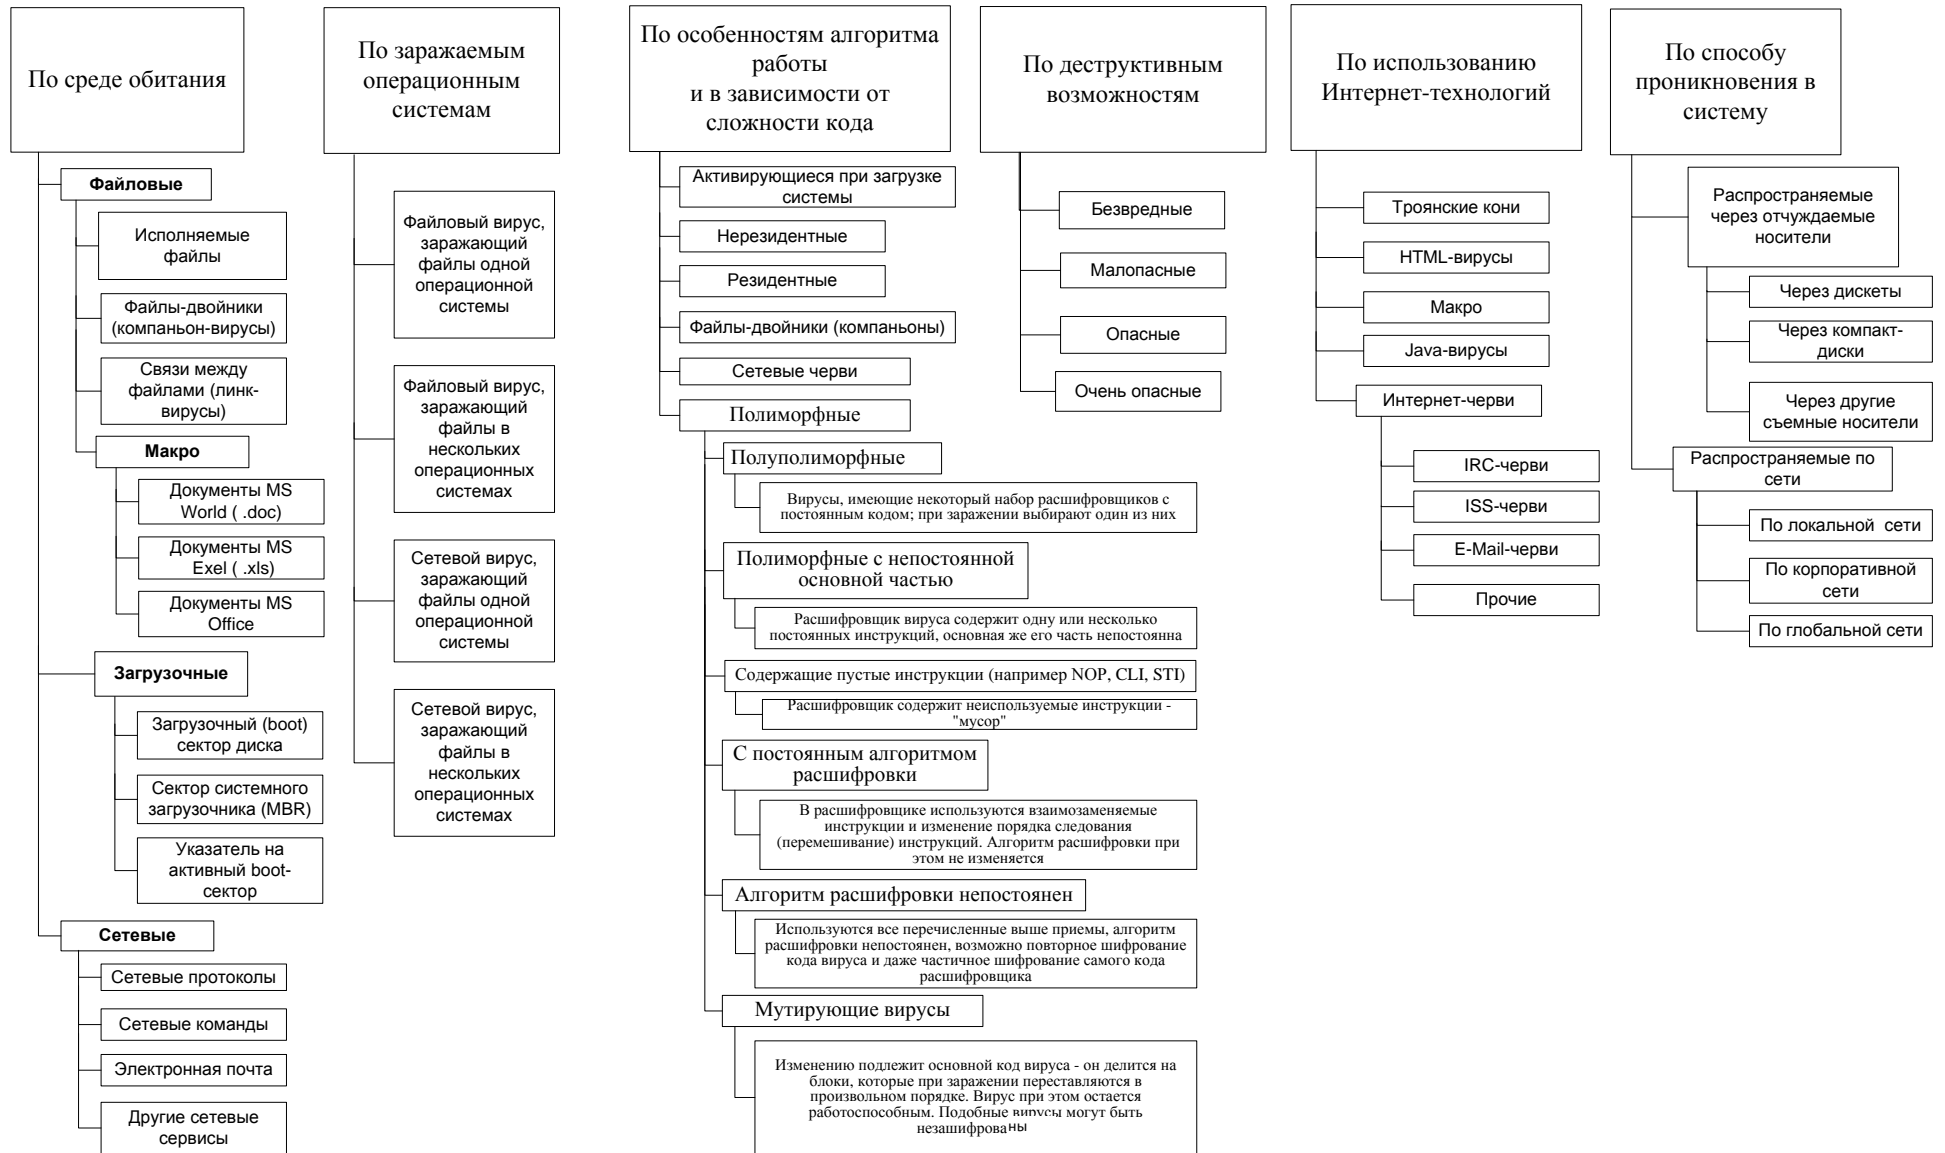 По среде обитания
Файловые
Исполняемые
файлы
Файлы-двойники
(компаньон-вирусы)
Связи между
файлами (линк-
вирусы)
Макро
Документы MS
World ( .doc)
Документы MS
Exel ( .xls)
Документы MS
Office
Загрузочные
Загрузочный (boot)
сектор диска
Сектор системного
загрузочника (MBR)
Указатель на
активный boot-
сектор
Сетевые
Сетевые протоколы
Сетевые команды
Электронная почта
Другие сетевые
сервисы
По заражаемым
операционным
системам
Файловый вирус,
заражающий
файлы одной
операционной
системы
Файловый вирус,
заражающий
файлы в
нескольких
операционных
системах
Сетевой вирус,
заражающий
файлы одной
операционной
системы
Сетевой вирус,
заражающий
файлы в
нескольких
операционных
системах
По особенностям алгоритма
работы
и в зависимости от
сложности кода
Активирующиеся при загрузке
системы
Нерезидентные
Резидентные
Файлы-двойники (компаньоны)
Сетевые черви
Полиморфные
Полуполиморфные
Вирусы, имеющие некоторый набор расшифровщиков с
постоянным кодом; при заражении выбирают один из них
Полиморфные с непостоянной
основной частью
Расшифровщик вируса содержит одну или несколько
постоянных инструкций, основная же его часть непостоянна
Содержащие пустые инструкции (например NOP, CLI, STI)
Расшифровщик содержит неиспользуемые инструкции -
"мусор"
С постоянным алгоритмом
расшифровки
В расшифровщике используются взаимозаменяемые
инструкции и изменение порядка следования
(перемешивание) инструкций. Алгоритм расшифровки при
этом не изменяется
Алгоритм расшифровки непостоянен
Используются все перечисленные выше приемы, алгоритм
расшифровки непостоянен, возможно повторное шифрование
кода вируса и даже частичное шифрование самого кода
расшифровщика
Мутирующие вирусы
Изменению подлежит основной код вируса - он делится на
блоки, которые при заражении переставляются в
произвольном порядке. Вирус при этом остается
работоспособным. Подобные вирусы могут быть
незашифрованы
По деструктивным
возможностям
Безвредные
Малопасные
Опасные
Очень опасные
По использованию
Интернет-технологий
Троянские кони
HTML-вирусы
Макро
Java-вирусы
Интернет-черви
IRC-черви
ISS-черви
E-Mail-черви
Прочие
По способу
проникновения в
систему
Распространяемые
через отчуждаемые
носители
Через дискеты
Через компакт-
диски
Через другие
съемные носители
Распространяемые по
сети
По локальной сети
По корпоративной
сети
По глобальной сети